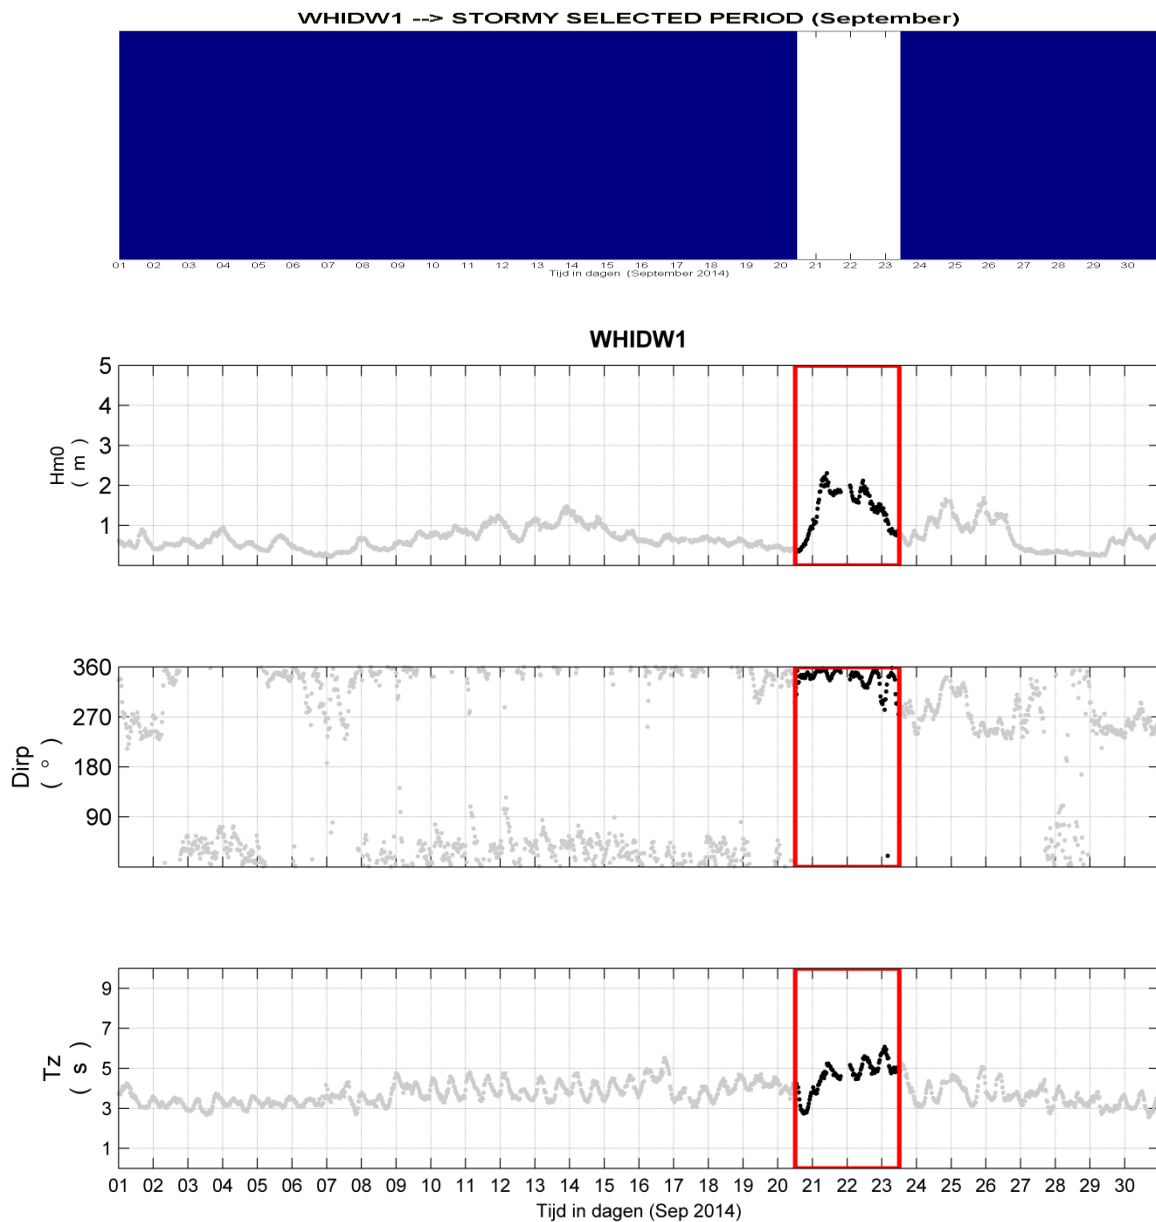 WHIDW1 --> STORMY SELECTED PERIOD (September)
01 02 03 04 05 06 07 08 09 10 11 12 13 14 15 16 17 18 19 20 21 22 23 24 25 26 27 28 29 30
Tijd in dagen (September 2014)
WHIDW1
5
4
3
2
1
Hm0
( m )
360
270
180
90
Dirp
( ° )
9
7
5
3
1
Tz
( s )
01 02 03 04 05 06 07 08 09 10 11 12 13 14 15 16 17 18 19 20 21 22 23 24 25 26 27 28 29 30
Tijd in dagen (Sep 2014)